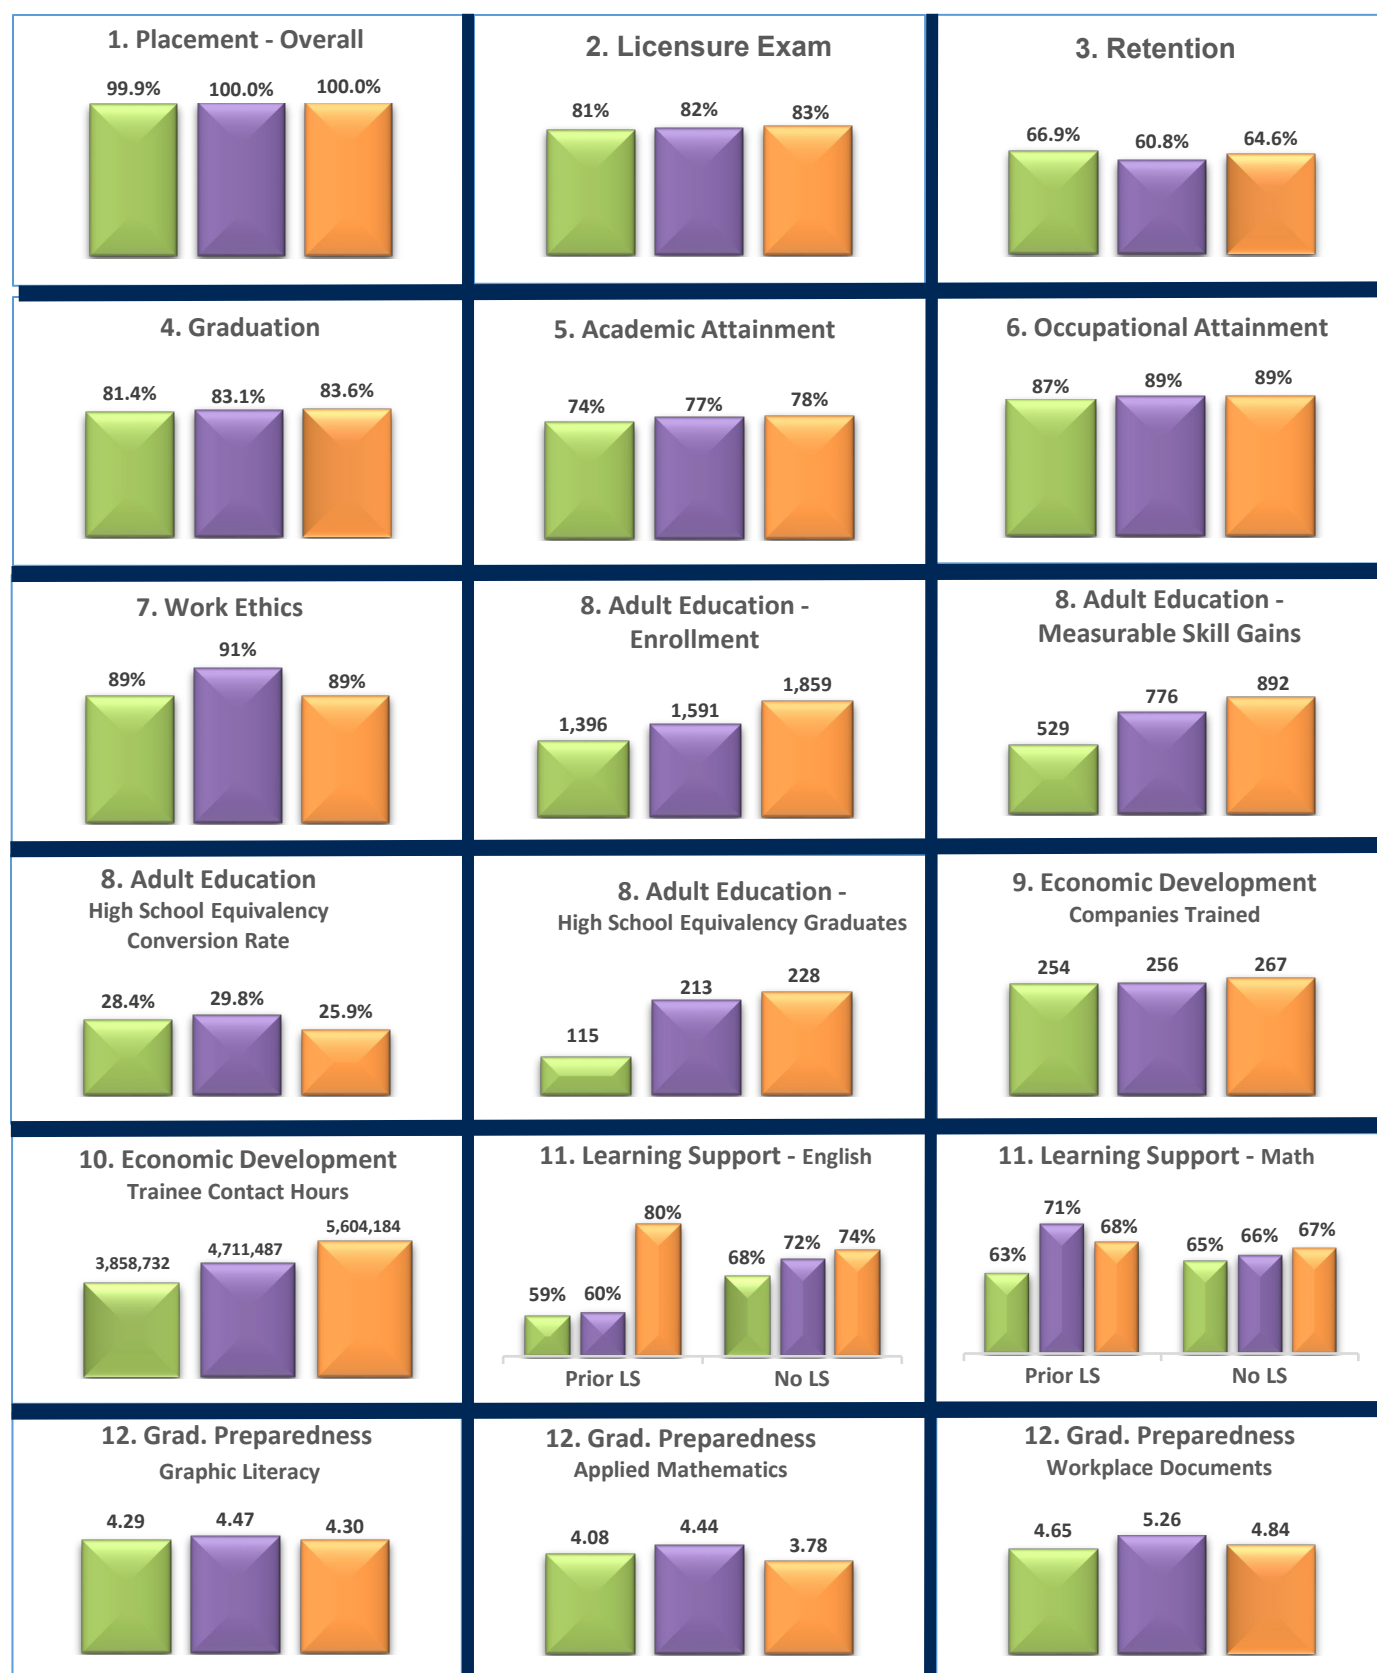 1. Placement - Overall
99.9%
100.0%
100.0%
2. Licensure Exam
81%
82%
83%
3. Retention
66.9%
60.8%
64.6%
4. Graduation
81.4%
83.1%
83.6%
5. Academic Attainment
74%
77%
78%
6. Occupational Attainment
87%
89%
89%
7. Work Ethics
89%
91%
89%
8. Adult Education -
Enrollment
1,396
1,591
1,859
8. Adult Education -
Measurable Skill Gains
529
776
892
8. Adult Education
High School Equivalency
Conversion Rate
28.4%
29.8%
25.9%
8. Adult Education -
High School Equivalency Graduates
115
213
228
9. Economic Development
Companies Trained
254
256
267
10. Economic Development
Trainee Contact Hours
3,858,732
4,711,487
5,604,184
11. Learning Support - English
59%
60%
80%
68%
72%
74%
Prior LS
No LS
11. Learning Support - Math
63%
71%
68%
65%
66%
67%
Prior LS
No LS
12. Grad. Preparedness
Graphic Literacy
4.29
4.47
4.30
12. Grad. Preparedness
Applied Mathematics
4.08
4.44
3.78
12. Grad. Preparedness
Workplace Documents
4.65
5.26
4.84